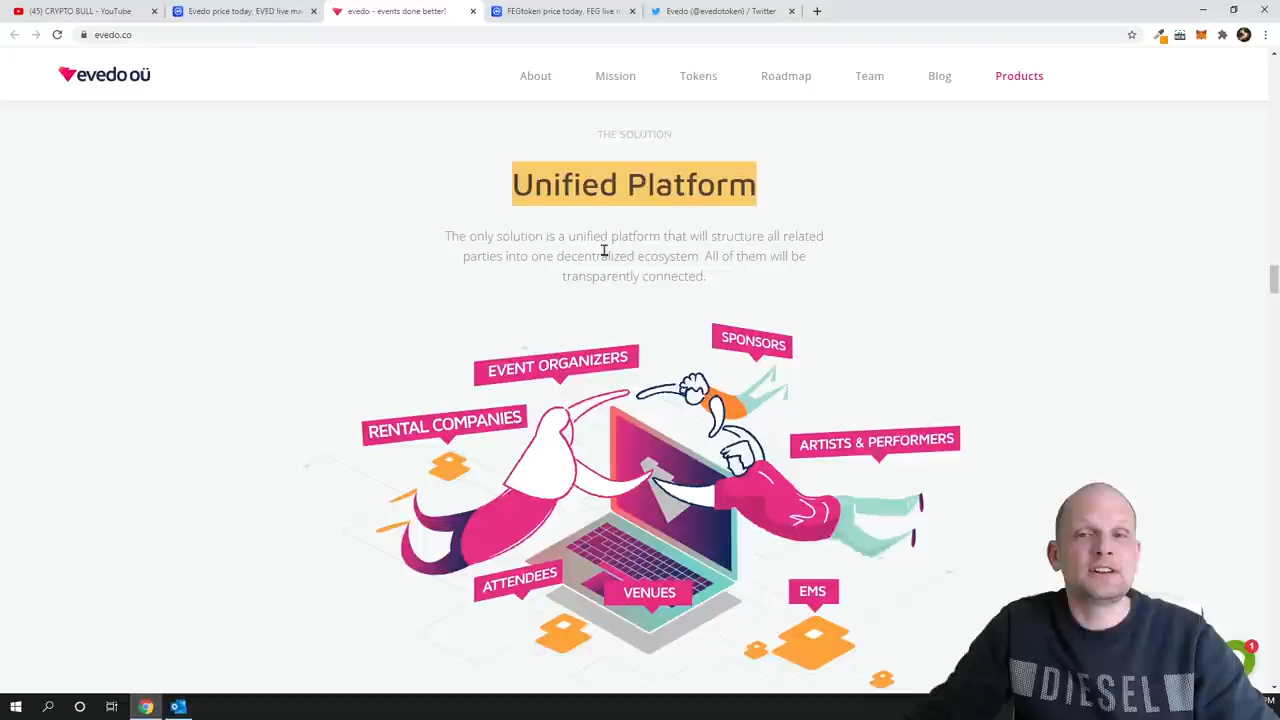 (45) CRYPTO BULL - YouTube
Evedo price today, EVED live ma
evedo - events done better!
FEGtoken price today, FEG live m
Evedo (@evedotoken) / Twitter
evedo.co
evedo oü
About
Mission
Tokens
Roadmap
Team
Blog
Products
THE SOLUTION
Unified Platform
The only solution is a unified platform that will structure all related
parties into one decentralized ecosystem All of them will be
transparently connected.
SPONSORS
EVENT ORGANIZERS
RENTAL COMPANIES
ARTISTS & PERFORMERS
ATTENDEES
VENUES
EMS
1
DIESEL
PM